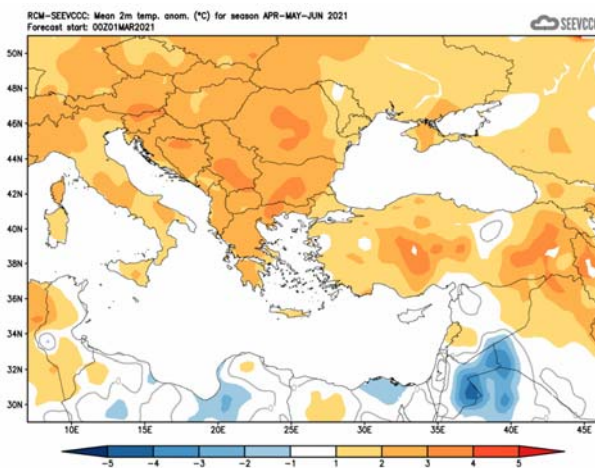 RCM-SEEVCCC: Mean 2m temp. anom. (°C) for season APR-MAY-JUN 2021
Forecast start: 00Z01MAR2021
SEEVCCC
50N
48N
46N
44N
42N
40N
38N
36N
34N
32N
30N
10E 15E 20E 25E 30E 35E 40E 45E
-5 -4 -3 -2 -1 1 2 3 4 5